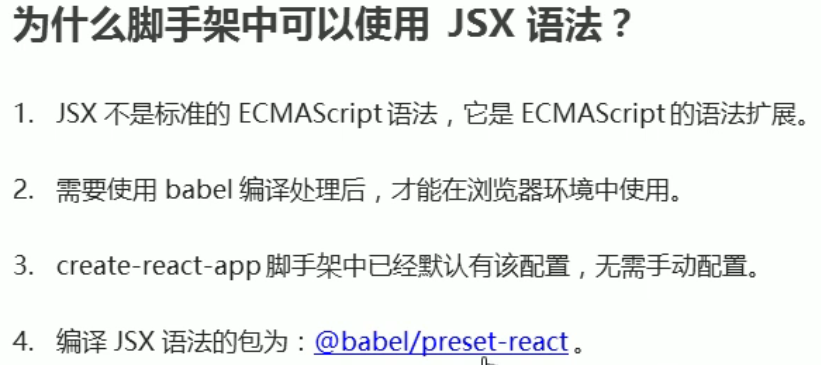 为什么脚手架中可以使用 JSX 语法？
1. JSX 不是标准的 ECMAScript 语法，它是 ECMAScript 的语法扩展。
2. 需要使用 babel 编译处理后，才能在浏览器环境中使用。
3. create-react-app 脚手架中已经默认有该配置，无需手动配置。
4. 编译 JSX 语法的包为：@babel/preset-react 。